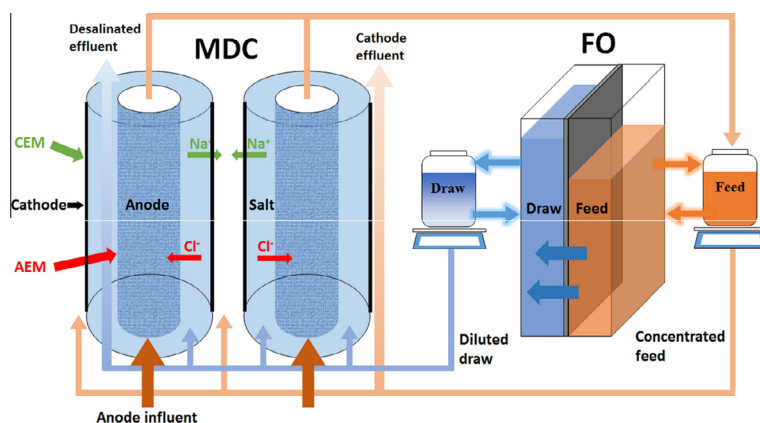 Desalinated
effluent
MDC
Cathode
effluent
FO
CEM
Na⁺
Na⁺
Draw
Feed
Cathode
Anode
Salt
Draw
Feed
AEM
Cl⁻
Cl⁻
Diluted
draw
Concentrated
feed
Anode influent